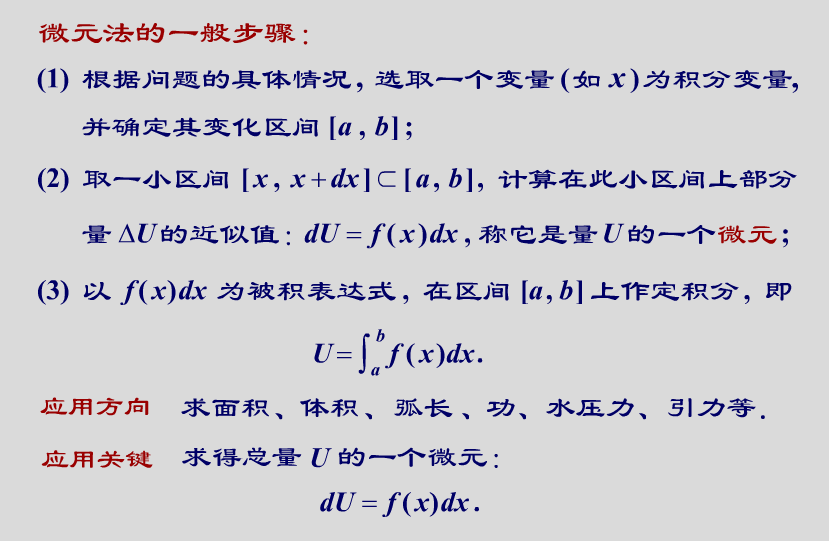 微元法的一般步骤：
(1) 根据问题的具体情况, 选取一个变量 (如 x) 为积分变量,
并确定其变化区间 [a, b];
(2) 取一小区间 [x, x+dx]⊂[a, b], 计算在此小区间上部分
量 ΔU的近似值: dU = f(x)dx, 称它是量U的一个微元;
(3) 以 f(x)dx 为被积表达式, 在区间 [a, b] 上作定积分, 即
U=∫_a^b f(x)dx.
应用方向 求面积、体积、弧长、功、水压力、引力等.
应用关键 求得总量 U 的一个微元:
dU = f(x)dx.